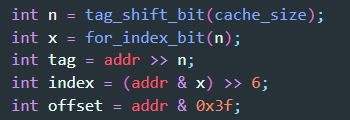 int n = tag_shift_bit(cache_size);
int x = for_index_bit(n);
int tag = addr >> n;
int index = (addr & x) >> 6;
int offset = addr & 0x3f;